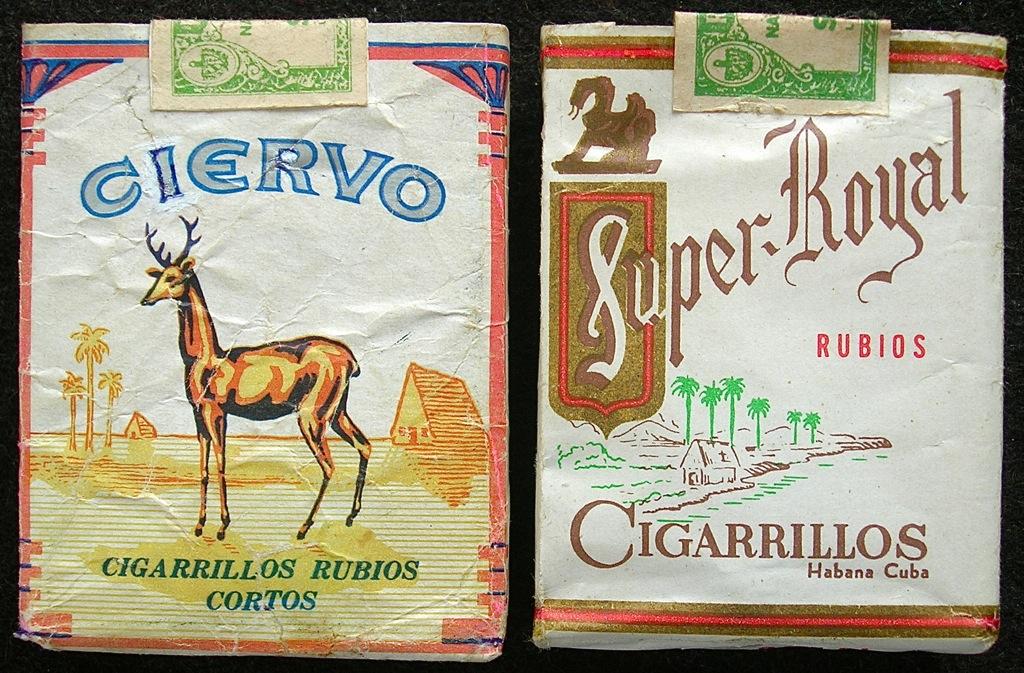 CIERVO
CIGARRILLOS RUBIOS
CORTOS
Super-Royal
RUBIOS
CIGARRILLOS
Habana Cuba